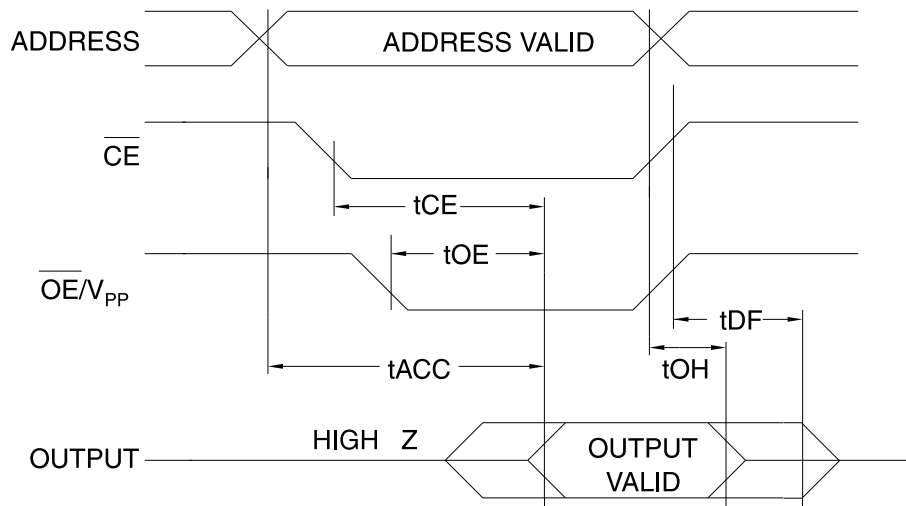 ADDRESS
ADDRESS VALID
CE
tCE
tOE
OE/VPP
tDF
tOH
tACC
HIGH Z
OUTPUT
OUTPUT
VALID